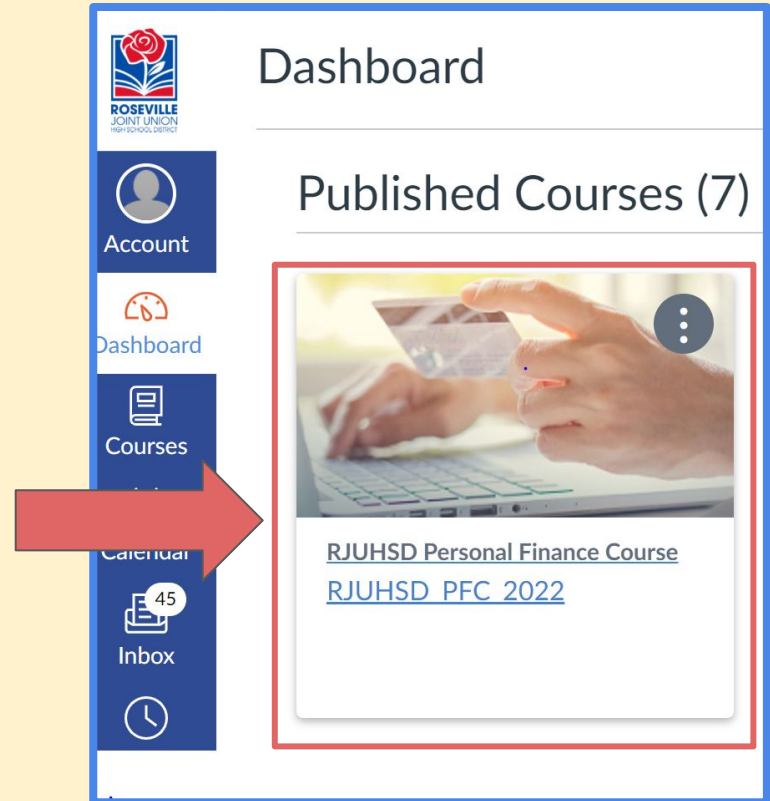 ROSEVILLE
JOINT UNION
HIGH SCHOOL DISTRICT
Dashboard
Published Courses (7)
Account
Dashboard
Courses
Calendar
45
Inbox
RJUHSD Personal Finance Course
RJUHSD_PFC_2022